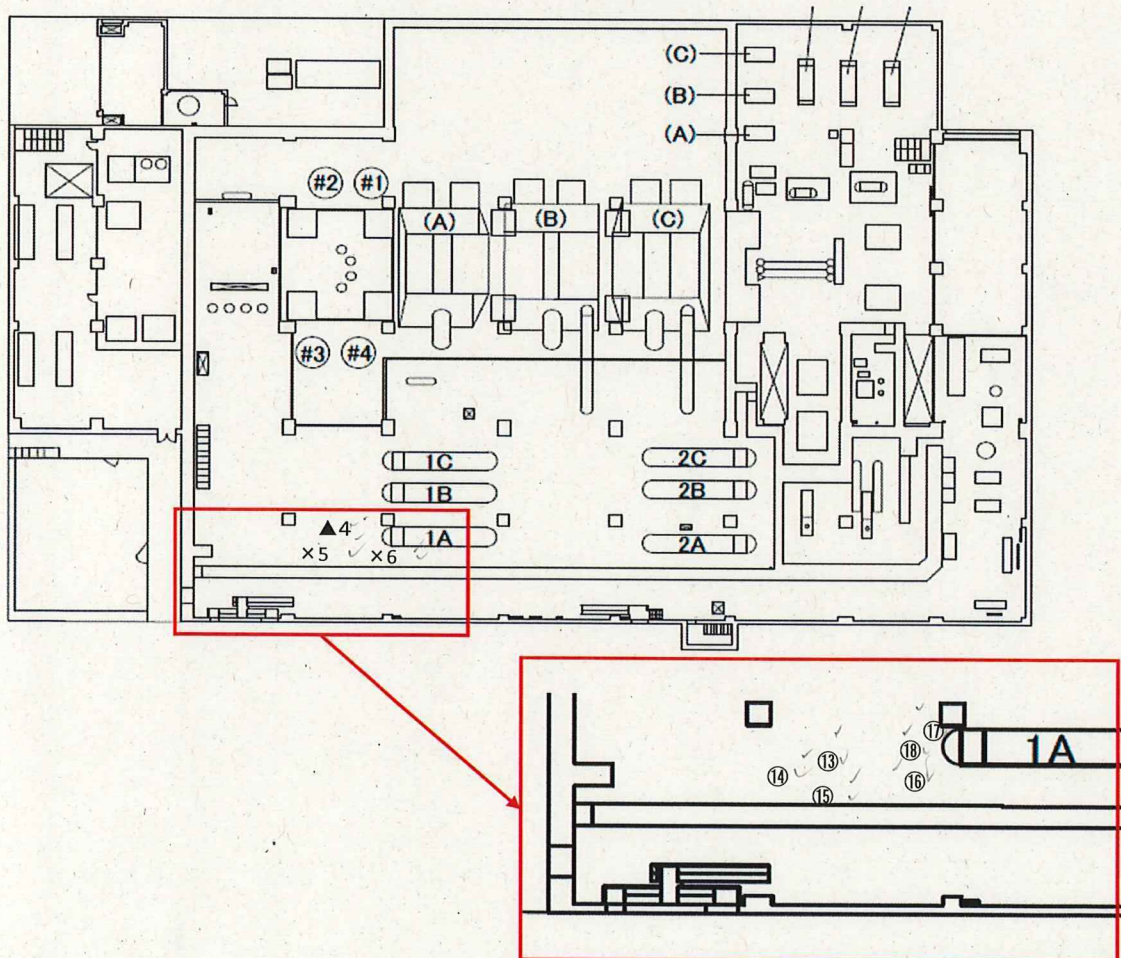 (C)
(B)
(A)
#2 #1
(A) (B) (C)
#3 #4
1C 2C
1B 2B
▲4
1A 2A
×5 ×6
⑰
⑱ 1A
⑬
⑭ ⑯
⑮